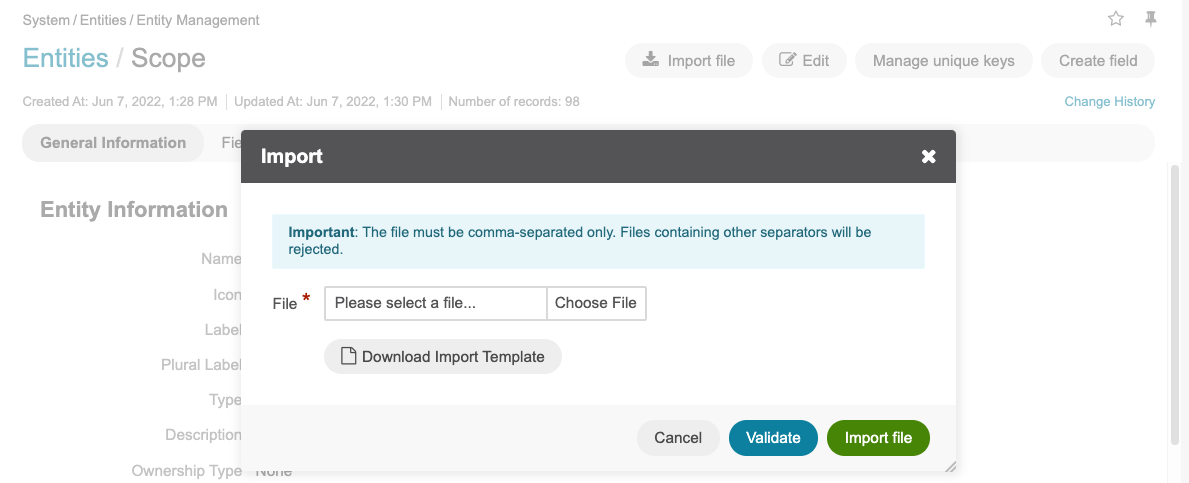 System / Entities / Entity Management
Entities / Scope
Import file
Edit
Manage unique keys
Create field
Created At: Jun 7, 2022, 1:28 PM
Updated At: Jun 7, 2022, 1:30 PM
Number of records: 98
Change History
General Information
Fie
Import
Entity Information
Important: The file must be comma-separated only. Files containing other separators will be
rejected.
Name
Icon
File *
Please select a file...
Choose File
Label
Download Import Template
Plural Label
Type
Description
Cancel
Validate
Import file
Ownership Type
None